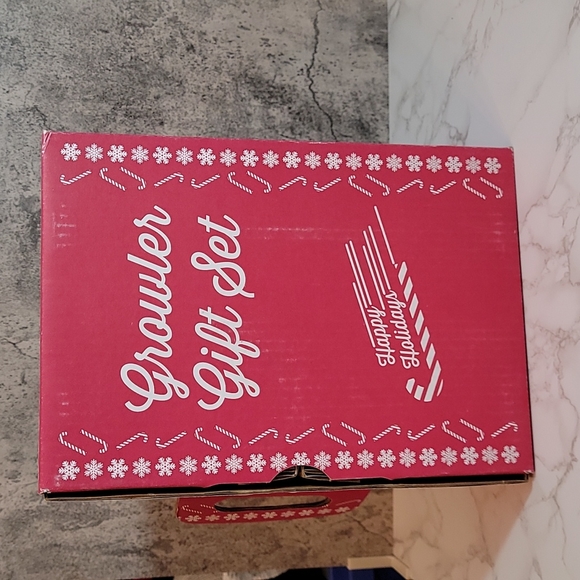 Growler
Gift Set
Happy
Holidays